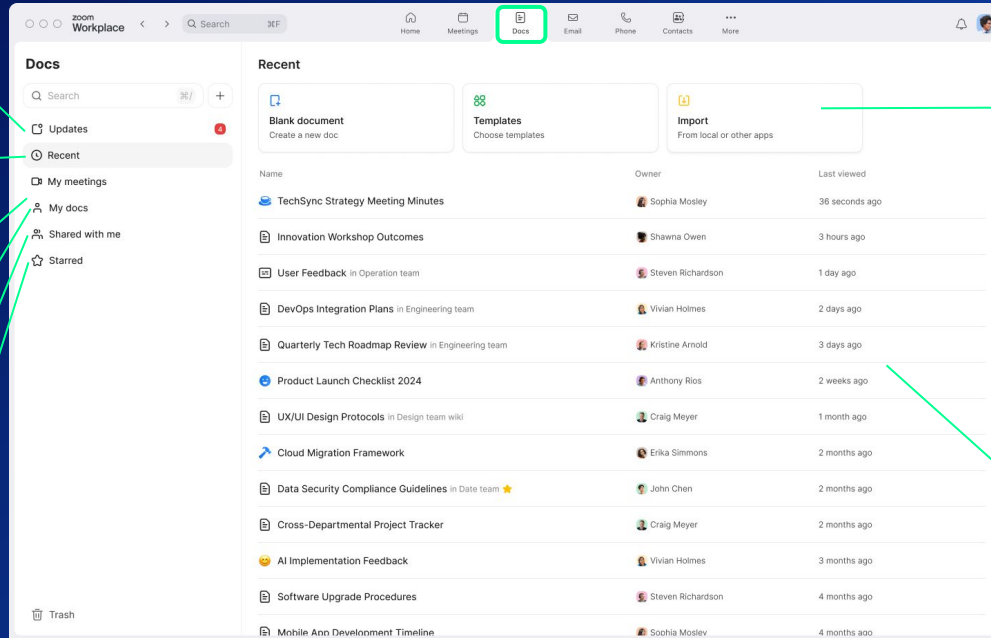 zoom
Workplace
Search ⌘F
Home
Meetings
Docs
Email
Phone
Contacts
More
Docs
Search ⌘/
Updates 4
Recent
My meetings
My docs
Shared with me
Starred
Trash
Recent
Blank document
Create a new doc
Templates
Choose templates
Import
From local or other apps
Name Owner Last viewed
TechSync Strategy Meeting Minutes Sophia Mosley 36 seconds ago
Innovation Workshop Outcomes Shawna Owen 3 hours ago
User Feedback in Operation team Steven Richardson 1 day ago
DevOps Integration Plans in Engineering team Vivian Holmes 2 days ago
Quarterly Tech Roadmap Review in Engineering team Kristine Arnold 3 days ago
Product Launch Checklist 2024 Anthony Rios 2 weeks ago
UX/UI Design Protocols in Design team wiki Craig Meyer 1 month ago
Cloud Migration Framework Erika Simmons 2 months ago
Data Security Compliance Guidelines in Date team John Chen 2 months ago
Cross-Departmental Project Tracker Craig Meyer 2 months ago
AI Implementation Feedback Vivian Holmes 3 months ago
Software Upgrade Procedures Steven Richardson 4 months ago
Mobile App Development Timeline Sophia Mosley 4 months ago